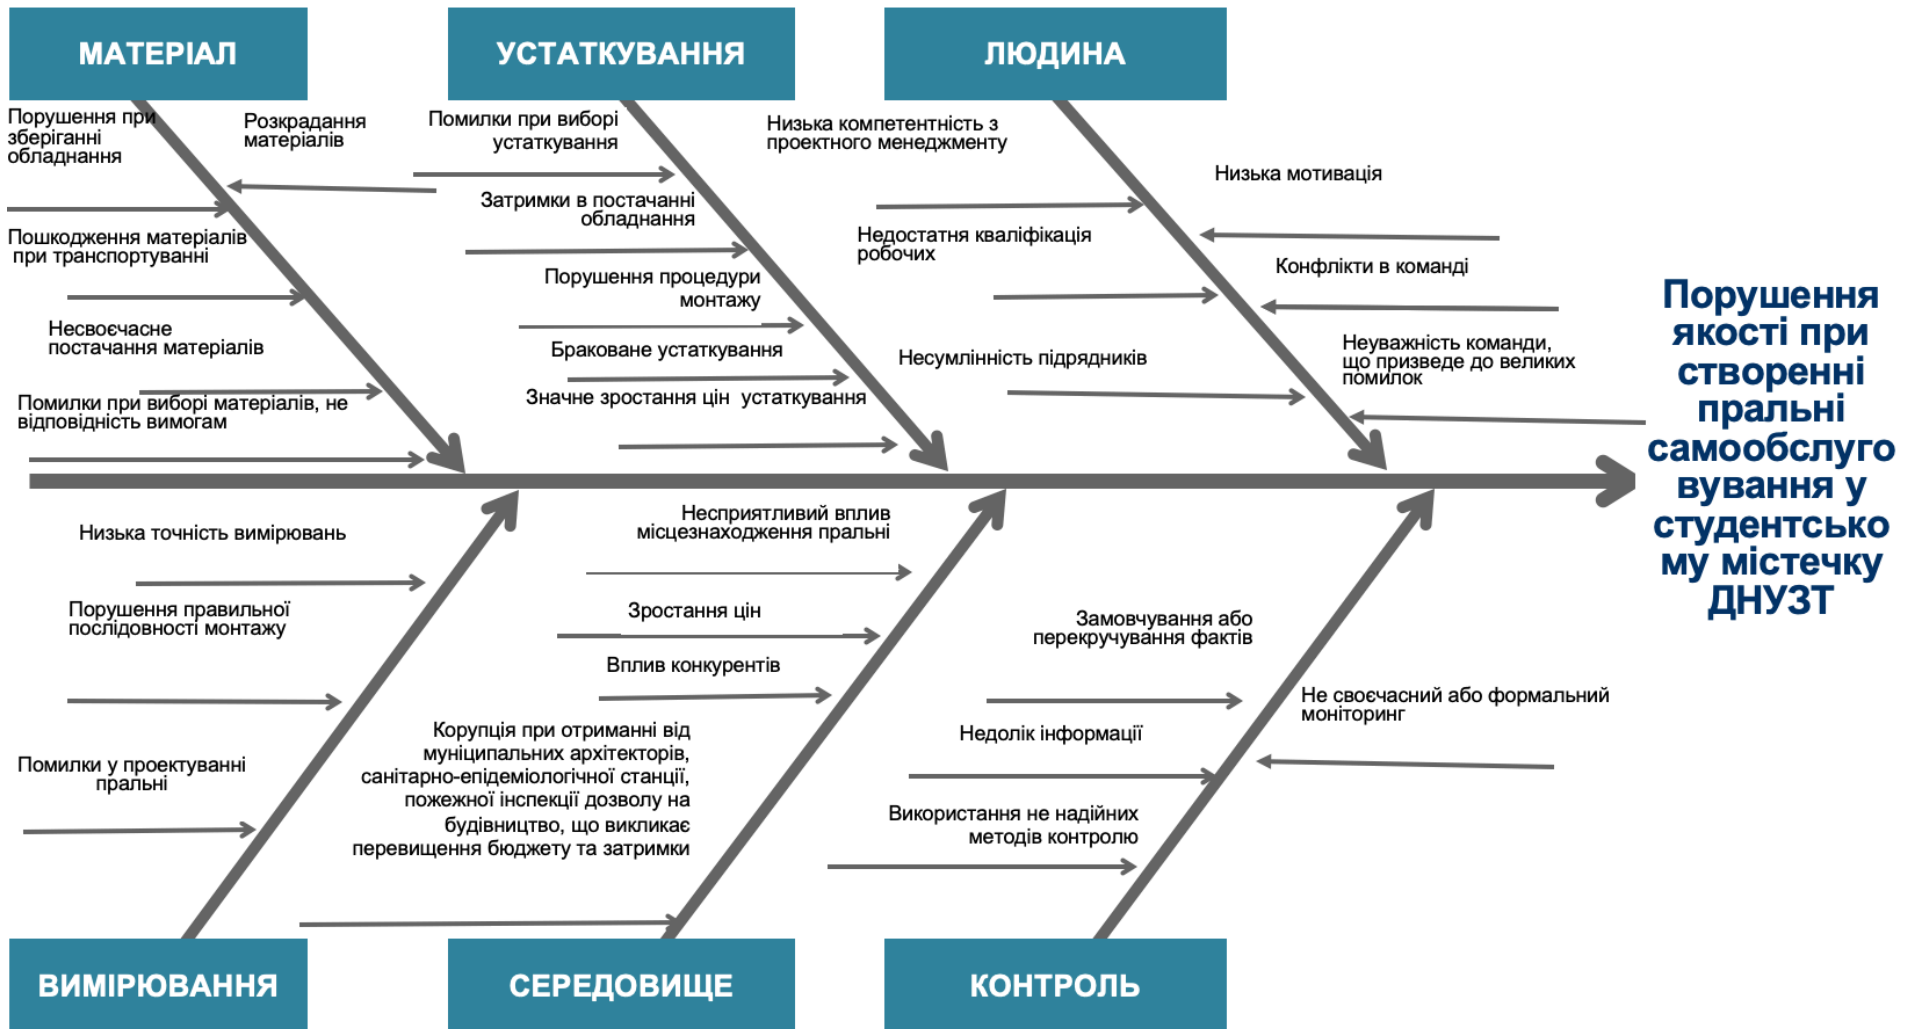 МАТЕРІАЛ
УСТАТКУВАННЯ
ЛЮДИНА
Порушення при
зберіганні
обладнання
Розкрадання
матеріалів
Пошкодження матеріалів
при транспортуванні
Несвоєчасне
постачання матеріалів
Помилки при виборі матеріалів, не
відповідність вимогам
Помилки при виборі
устаткування
Затримки в постачанні
обладнання
Порушення процедури
монтажу
Браковане устаткування
Значне зростання цін устаткування
Низька компетентність з
проектного менеджменту
Недостатня кваліфікація
робочих
Несумлінність підрядників
Низька мотивація
Конфлікти в команді
Неуважність команди,
що призведе до великих
помилок
Порушення
якості при
створенні
пральні
самообслуго
вування у
студентсько
му містечку
ДНУЗТ
Низька точність вимірювань
Порушення правильної
послідовності монтажу
Помилки у проектуванні
пральні
Несприятливий вплив
місцезнаходження пральні
Зростання цін
Вплив конкурентів
Корупція при отриманні від
муніципальних архітекторів,
санітарно-епідеміологічної станції,
пожежної інспекції дозволу на
будівництво, що викликає
перевищення бюджету та затримки
Замовчування або
перекручування фактів
Недолік інформації
Використання не надійних
методів контролю
Не своєчасний або формальний
моніторинг
ВИМІРЮВАННЯ
СЕРЕДОВИЩЕ
КОНТРОЛЬ